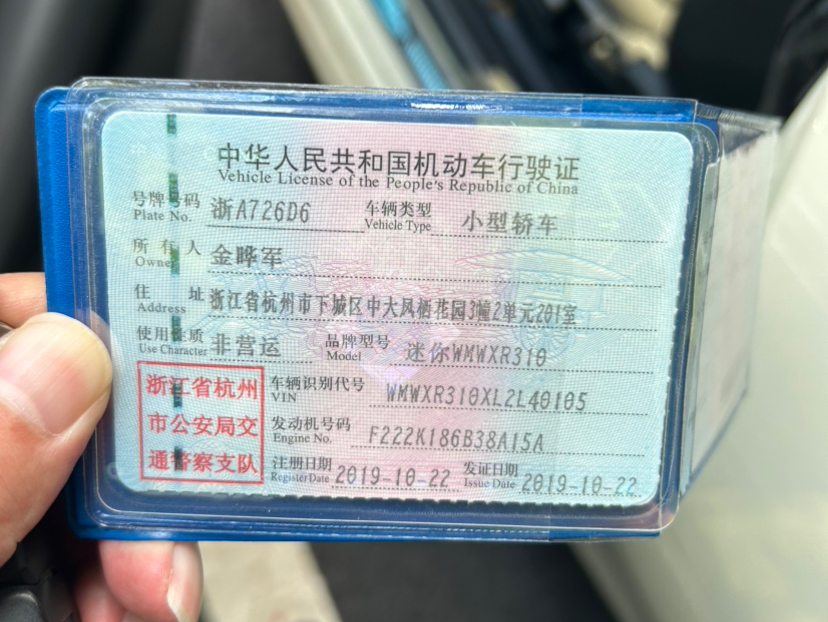 中华人民共和国机动车行驶证
Vehicle License of the People's Republic of China
号牌号码 浙A726D6 车辆类型 小型轿车
Plate No. Vehicle Type
所有人 金晔军
Owner
住址 浙江省杭州市下城区中大凤栖花园3幢2单元201室
Address
使用性质 非营运 品牌型号 迷你WMWXR310
Use Character Model
浙江省杭州
市公安局交
通警察支队
车辆识别代号 WMWXR310XL2L40105
VIN
发动机号码 F222K186B38A15A
Engine No.
注册日期 2019-10-22 发证日期 2019-10-22
Register Date Issue Date